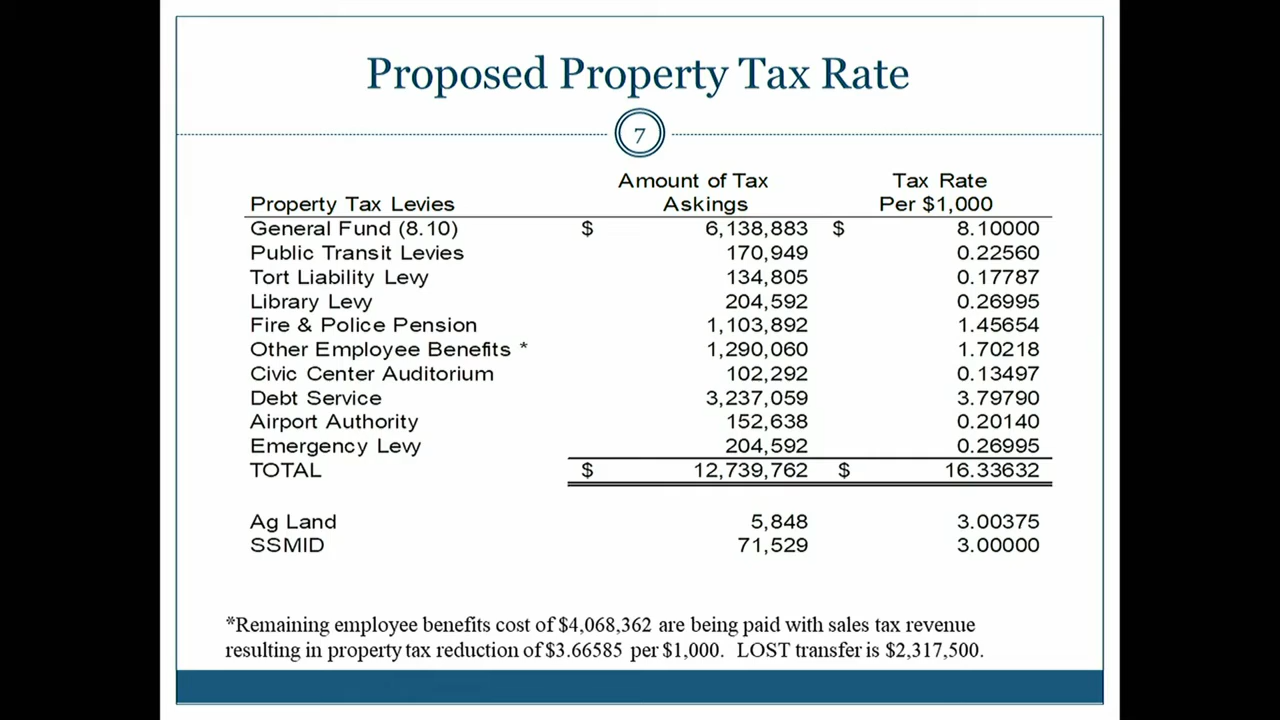 Proposed Property Tax Rate
7
Amount of Tax Tax Rate
Property Tax Levies Askings Per $1,000
General Fund (8.10) $ 6,138,883 $ 8.10000
Public Transit Levies 170,949 0.22560
Tort Liability Levy 134,805 0.17787
Library Levy 204,592 0.26995
Fire & Police Pension 1,103,892 1.45654
Other Employee Benefits * 1,290,060 1.70218
Civic Center Auditorium 102,292 0.13497
Debt Service 3,237,059 3.79790
Airport Authority 152,638 0.20140
Emergency Levy 204,592 0.26995
TOTAL $ 12,739,762 $ 16.33632
Ag Land 5,848 3.00375
SSMID 71,529 3.00000
*Remaining employee benefits cost of $4,068,362 are being paid with sales tax revenue
resulting in property tax reduction of $3.66585 per $1,000. LOST transfer is $2,317,500.